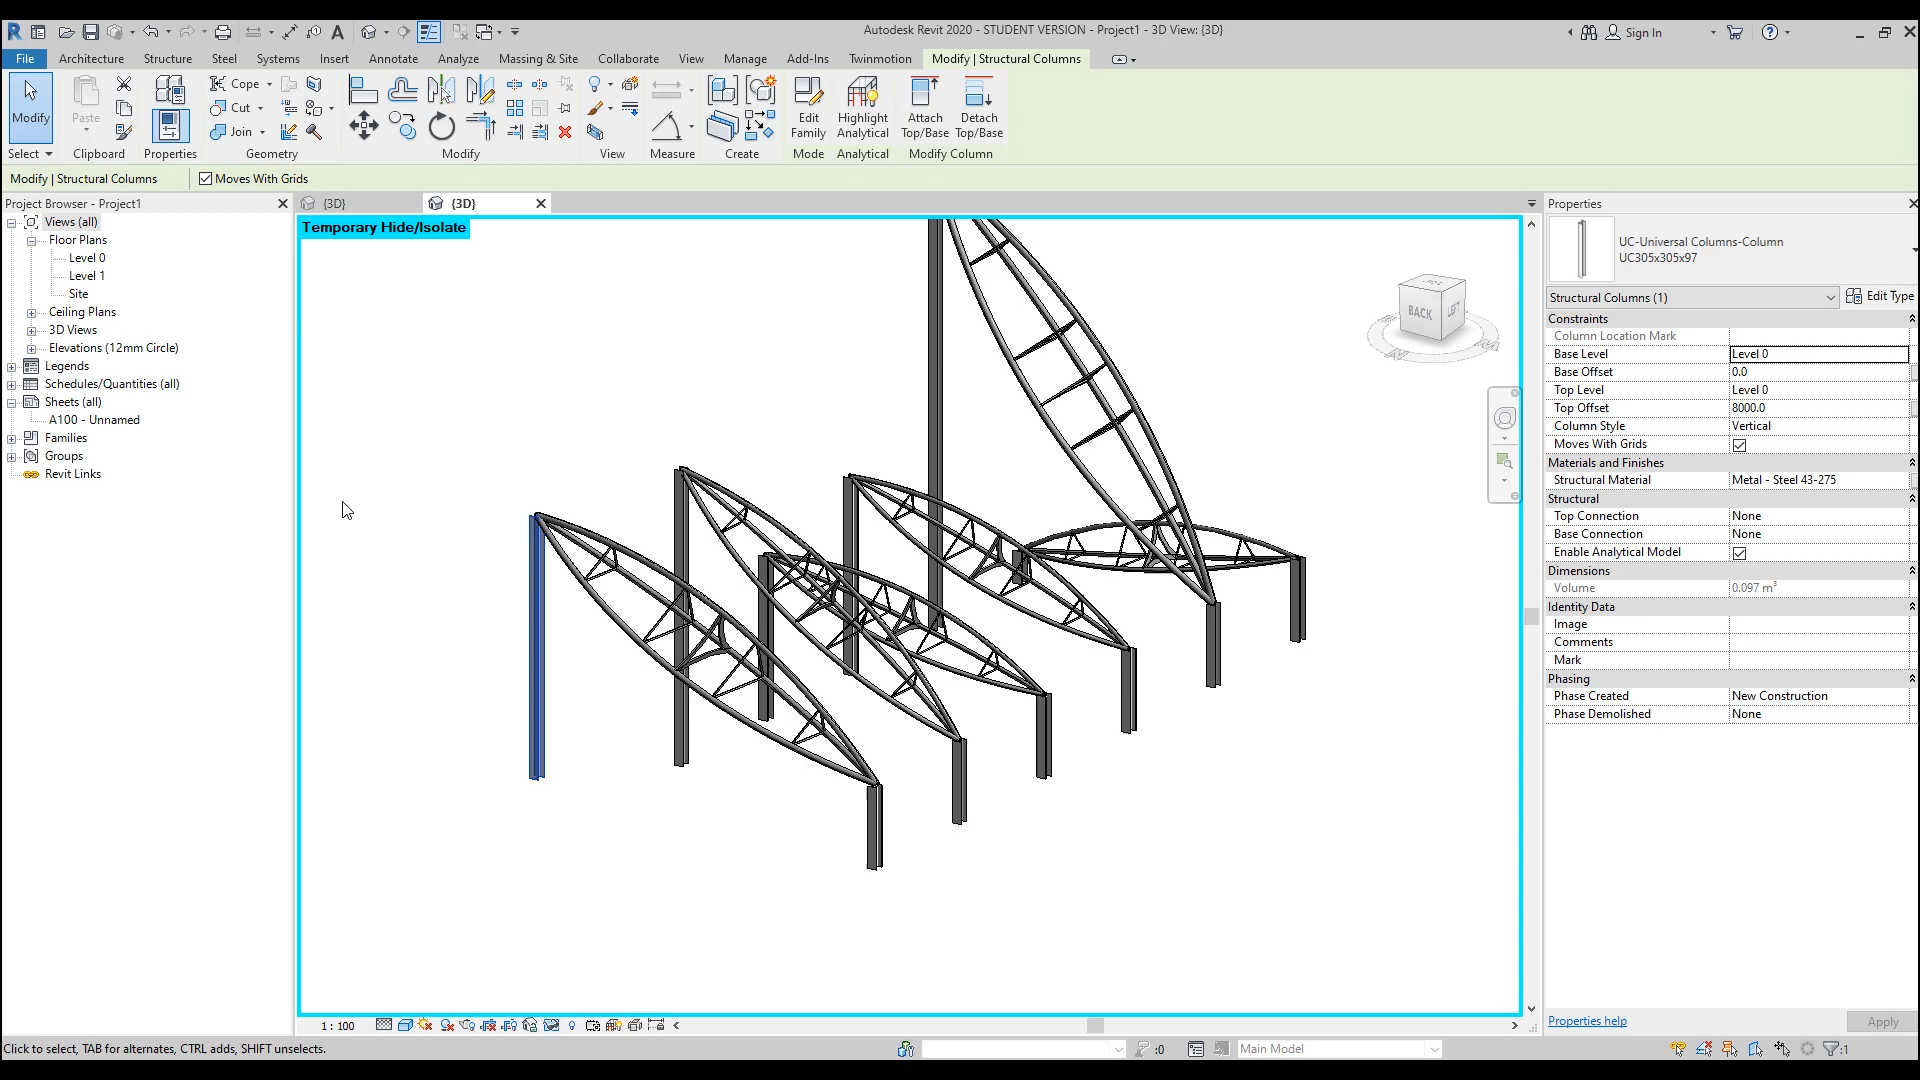 Autodesk Revit 2020 - STUDENT VERSION - Project1 - 3D View: {3D}
Sign In
File Architecture Structure Steel Systems Insert Annotate Analyze Massing & Site Collaborate View Manage Add-Ins Twinmotion Modify | Structural Columns
Modify
Paste
Cope
Cut
Join
Edit Family
Highlight Analytical
Attach Top/Base
Detach Top/Base
Select Clipboard Properties Geometry Modify View Measure Create Mode Analytical Modify Column
Modify | Structural Columns Moves With Grids
Project Browser - Project1
Views (all)
Floor Plans
Level 0
Level 1
Site
Ceiling Plans
3D Views
Elevations (12mm Circle)
Legends
Schedules/Quantities (all)
Sheets (all)
A100 - Unnamed
Families
Groups
Revit Links
{3D} {3D}
Temporary Hide/Isolate
BACK LEFT
1 : 100
Properties
UC-Universal Columns-Column
UC305x305x97
Structural Columns (1) Edit Type
Constraints
Column Location Mark
Base Level Level 0
Base Offset 0.0
Top Level Level 0
Top Offset 8000.0
Column Style Vertical
Moves With Grids
Materials and Finishes
Structural Material Metal - Steel 43-275
Structural
Top Connection None
Base Connection None
Enable Analytical Model
Dimensions
Volume 0.097 m³
Identity Data
Image
Comments
Mark
Phasing
Phase Created New Construction
Phase Demolished None
Properties help Apply
Click to select, TAB for alternates, CTRL adds, SHIFT unselects. :0 Main Model :1